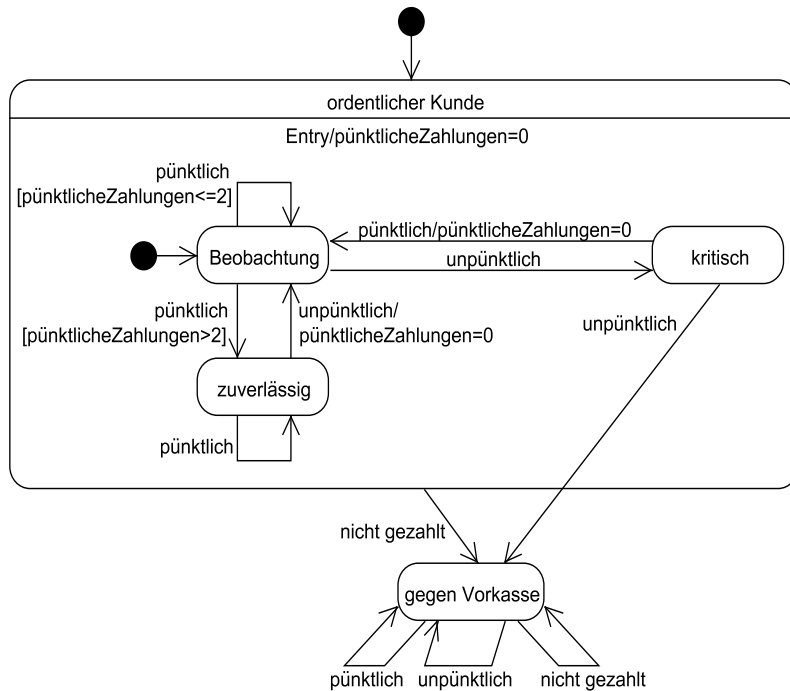 ordentlicher Kunde
Entry/pünktlicheZahlungen=0
pünktlich
[pünktlicheZahlungen<=2]
pünktlich/pünktlicheZahlungen=0
Beobachtung
unpünktlich
kritisch
pünktlich
[pünktlicheZahlungen>2]
unpünktlich/
pünktlicheZahlungen=0
unpünktlich
zuverlässig
pünktlich
nicht gezahlt
gegen Vorkasse
pünktlich
unpünktlich
nicht gezahlt